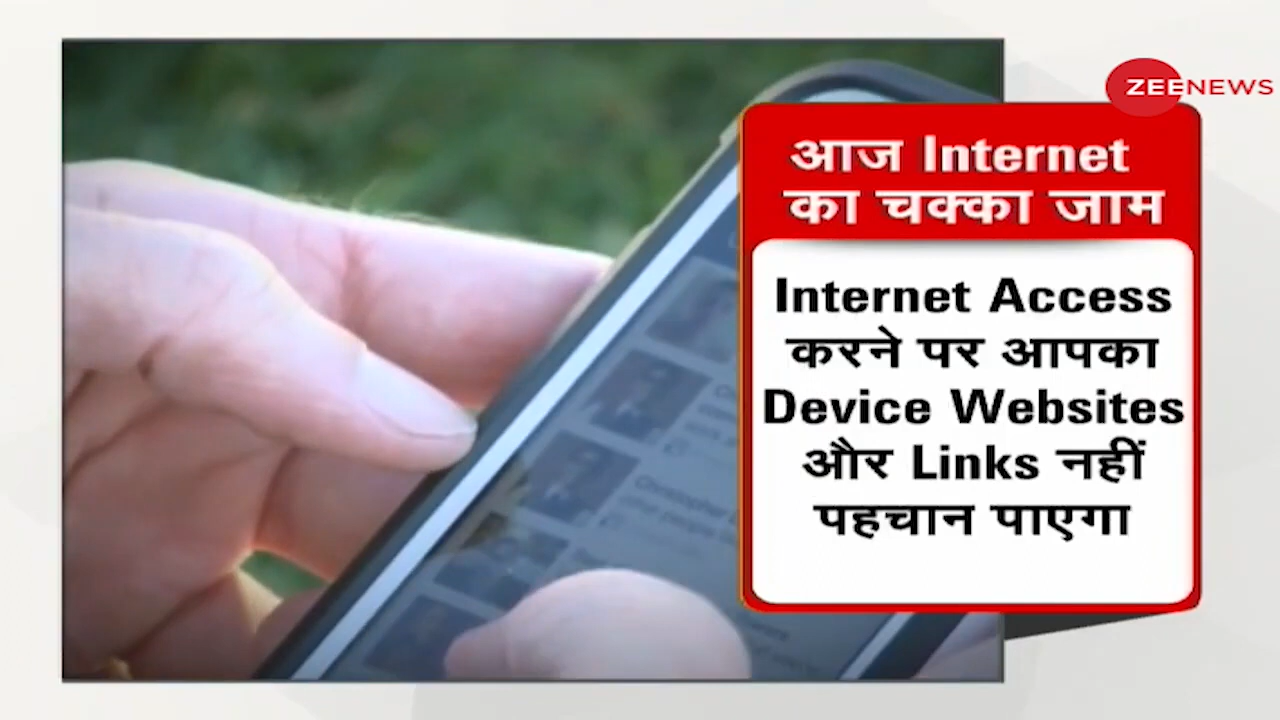 ZEENEWS
आज Internet
का चक्का जाम
Internet Access
करने पर आपका
Device Websites
और Links नहीं
पहचान पाएगा